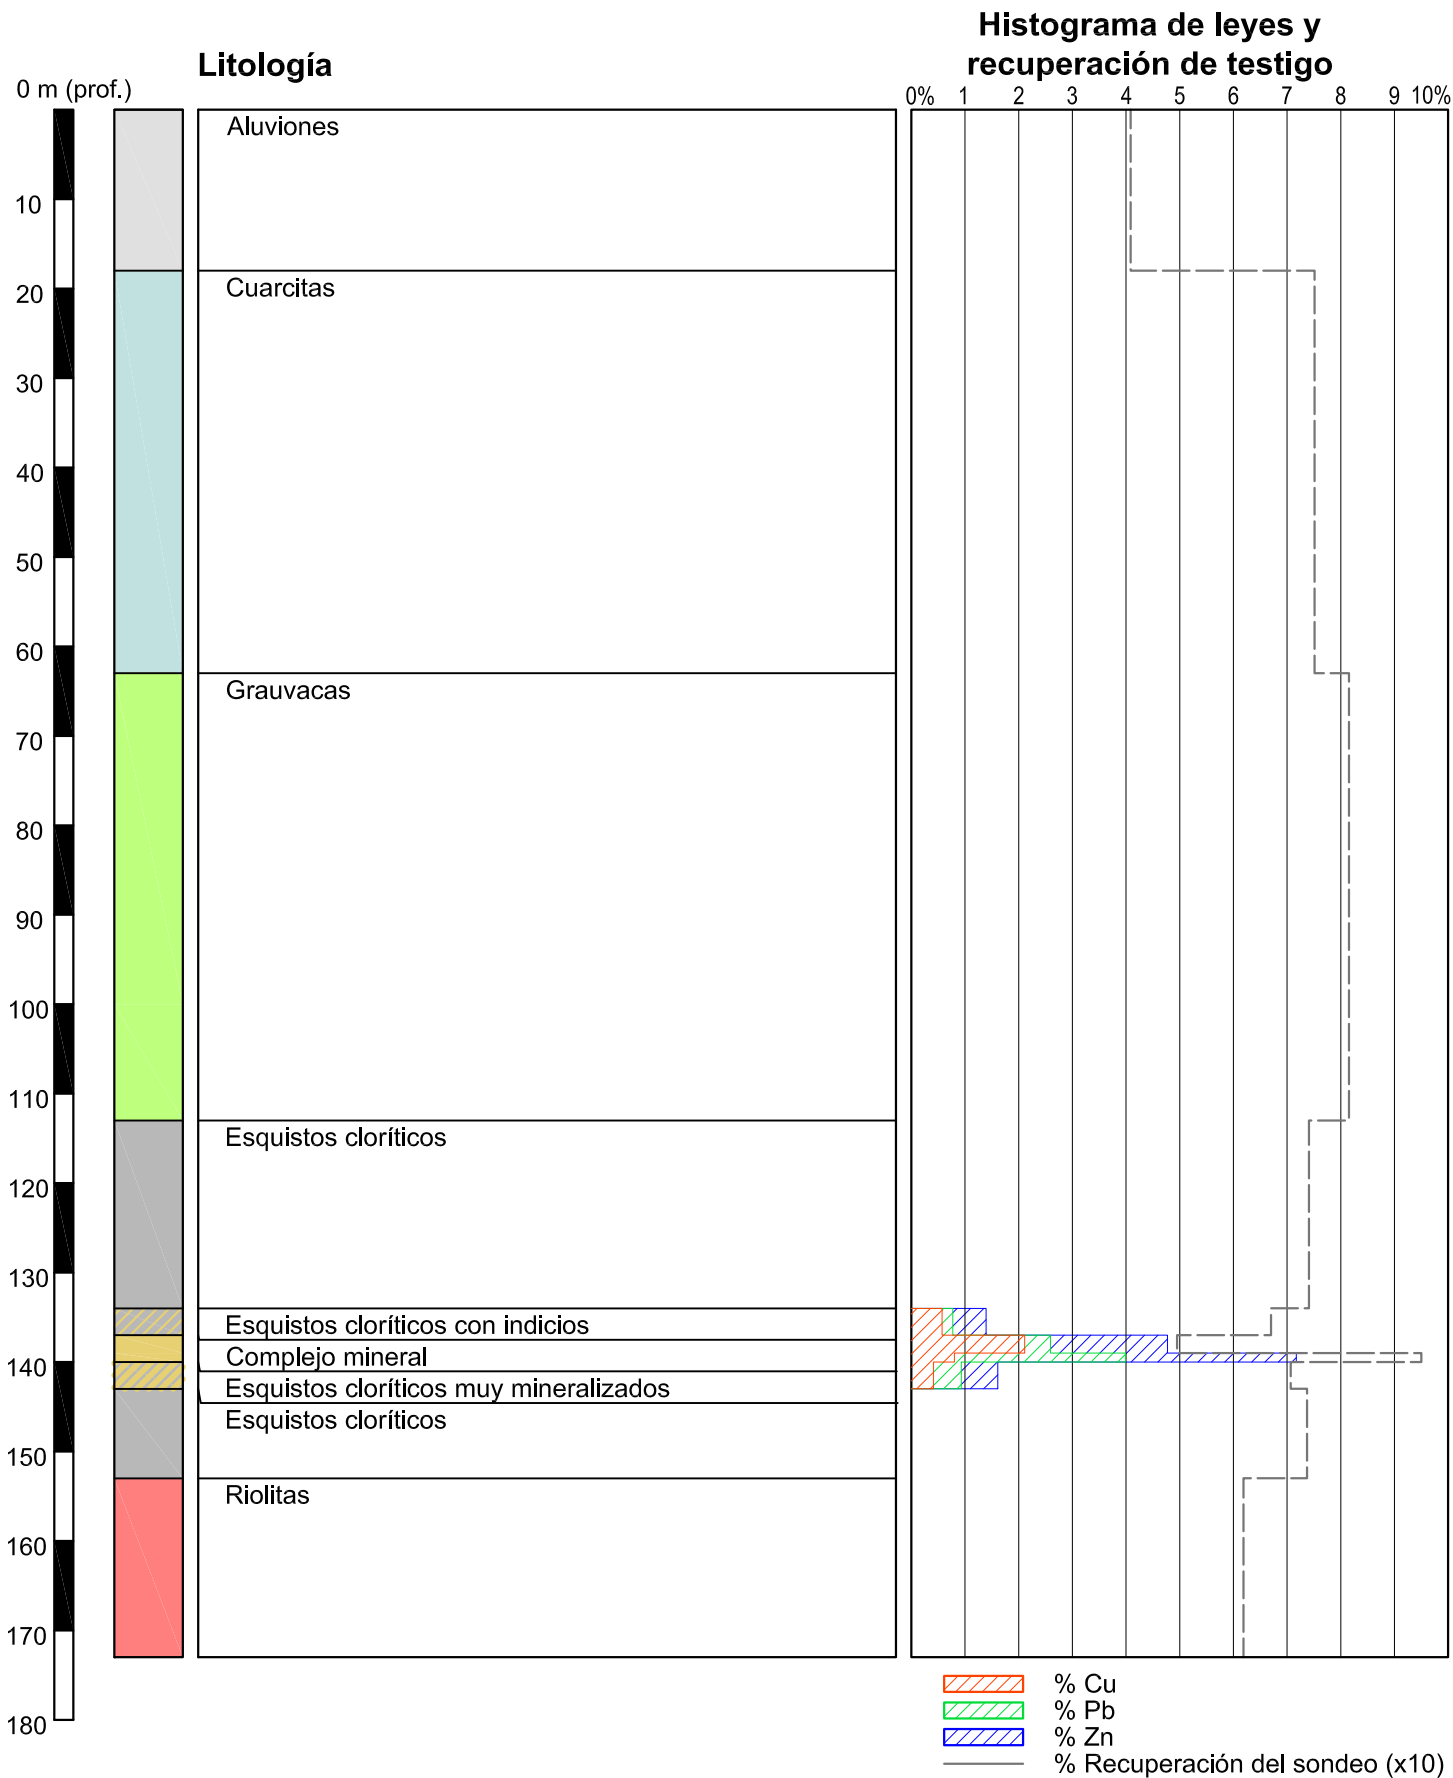 Histograma de leyes y
recuperación de testigo
Litología
0 m (prof.)
0% 1 2 3 4 5 6 7 8 9 10%
Aluviones
10
Cuarcitas
20
30
40
50
60
Grauvacas
70
80
90
100
110
Esquistos cloríticos
120
130
Esquistos cloríticos con indicios
Complejo mineral
140
Esquistos cloríticos muy mineralizados
Esquistos cloríticos
150
Riolitas
160
170
180
% Cu
% Pb
% Zn
% Recuperación del sondeo (x10)